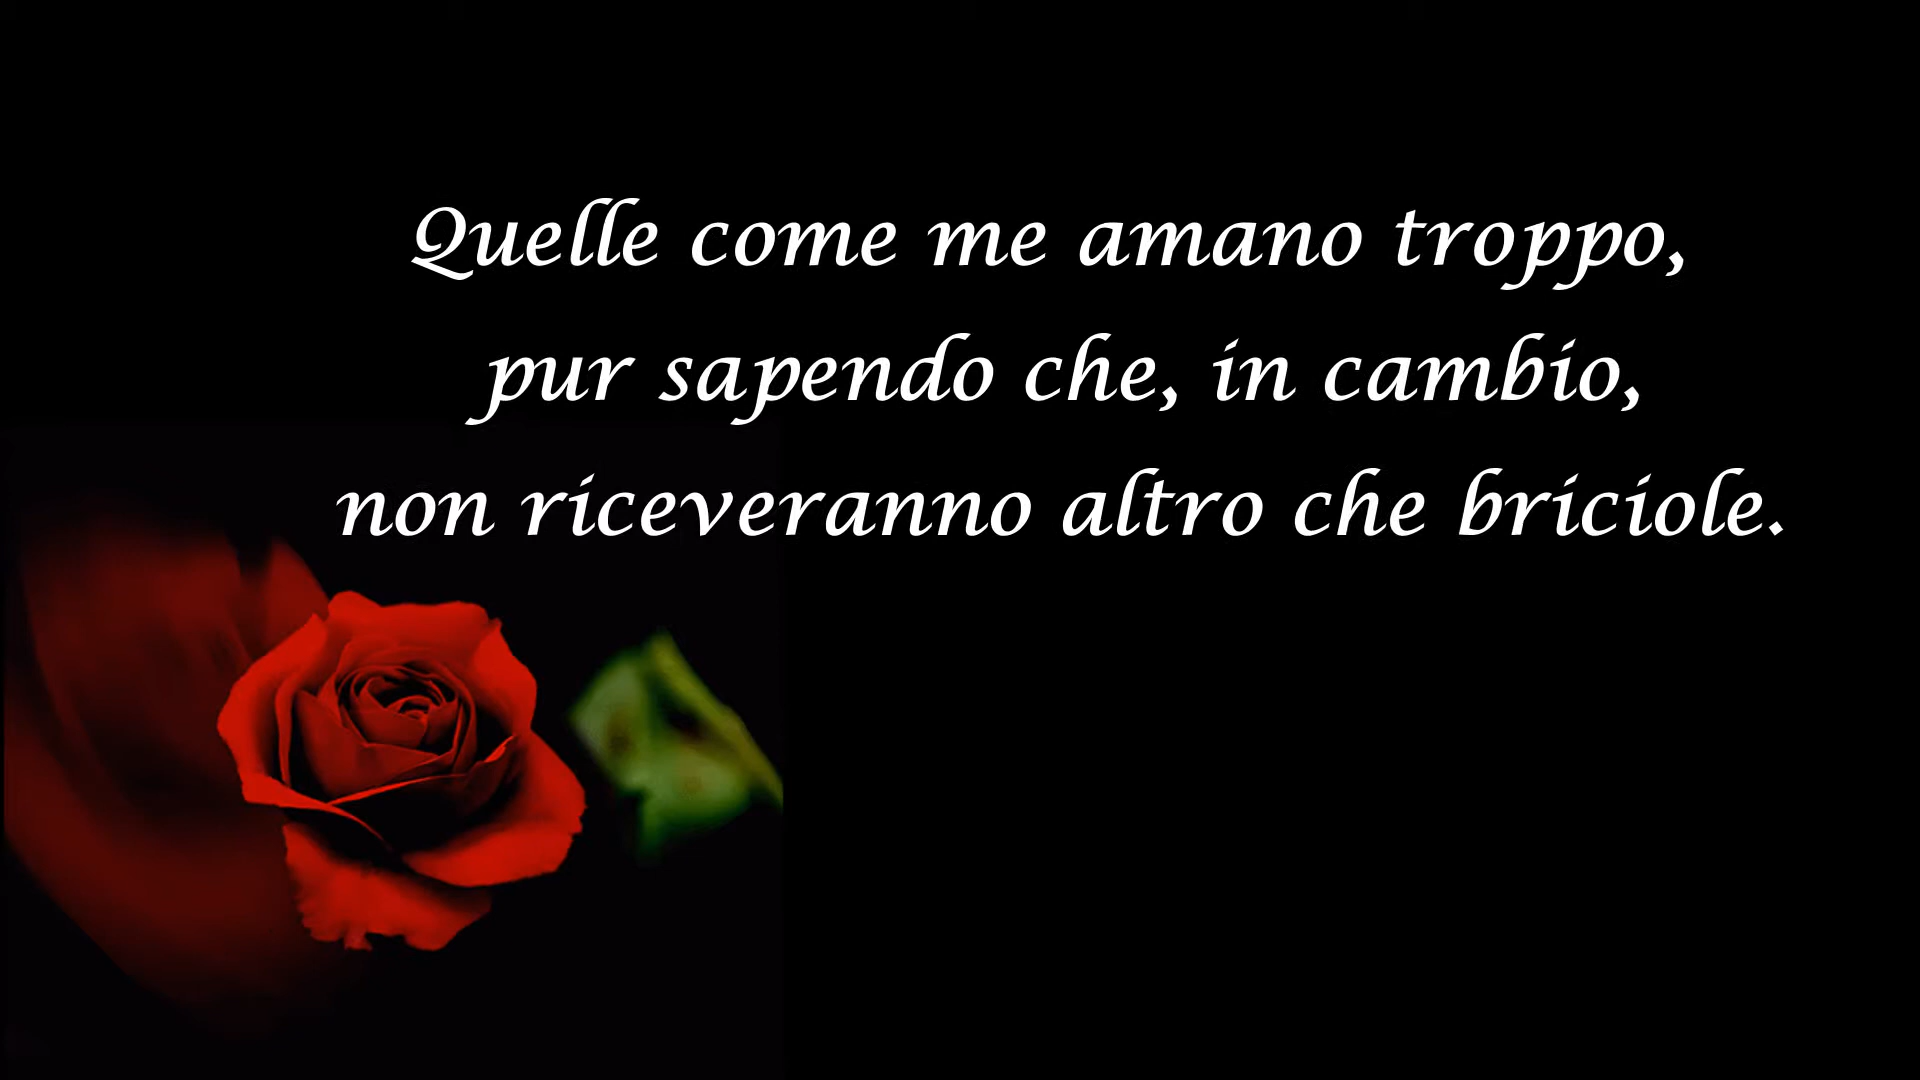 Quelle come me amano troppo,
pur sapendo che, in cambio,
non riceveranno altro che briciole.